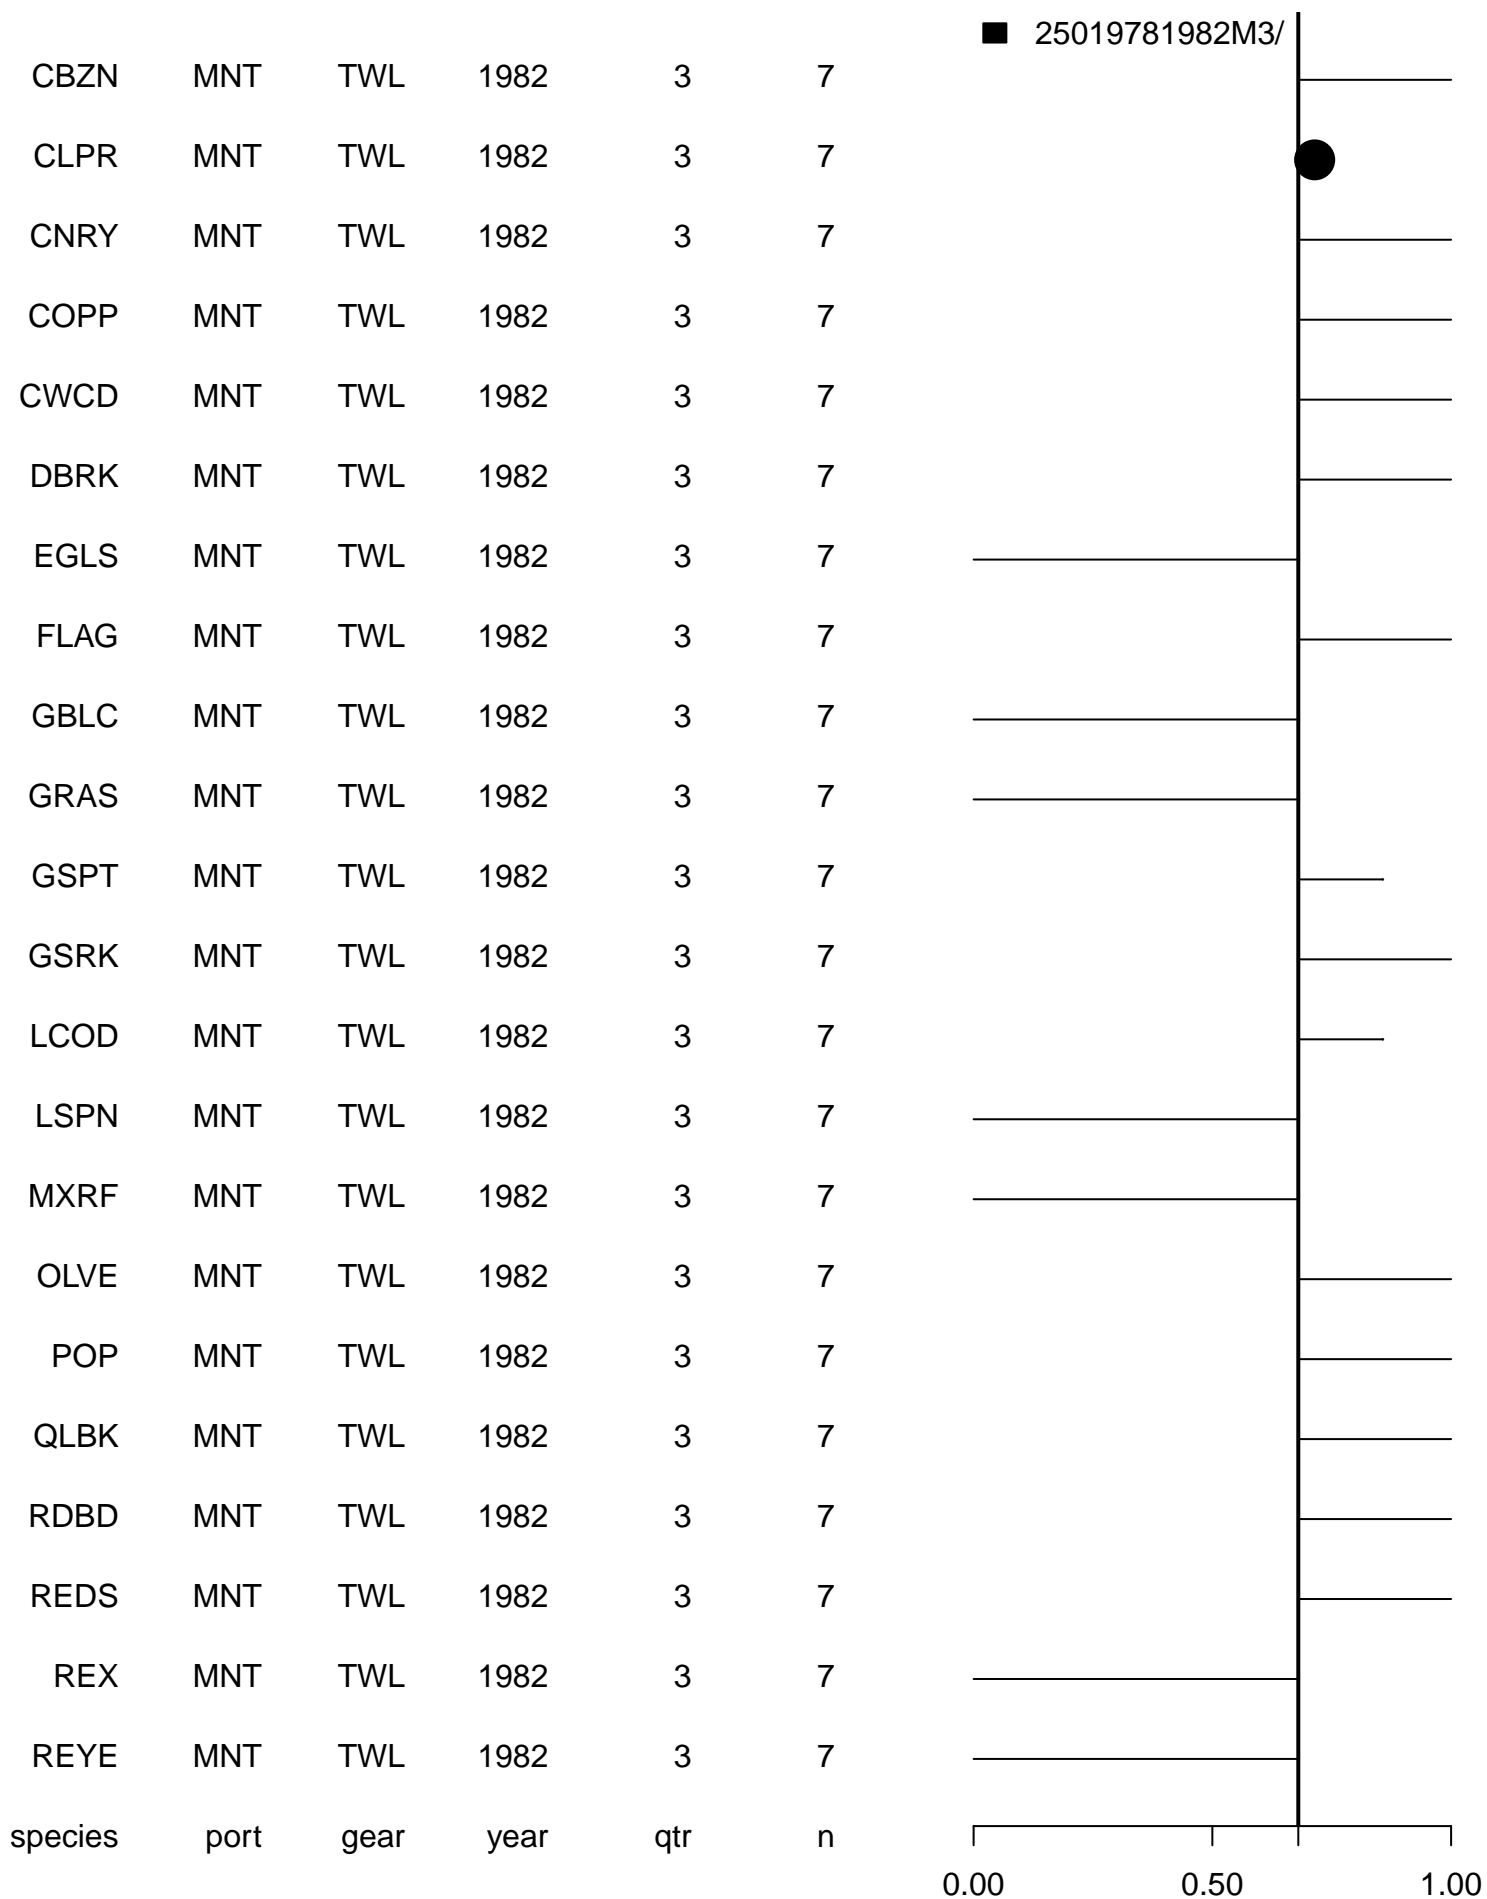 25019781982M3/
CBZN MNT TWL 1982 3 7
CLPR MNT TWL 1982 3 7
CNRY MNT TWL 1982 3 7
COPP MNT TWL 1982 3 7
CWCD MNT TWL 1982 3 7
DBRK MNT TWL 1982 3 7
EGLS MNT TWL 1982 3 7
FLAG MNT TWL 1982 3 7
GBLC MNT TWL 1982 3 7
GRAS MNT TWL 1982 3 7
GSPT MNT TWL 1982 3 7
GSRK MNT TWL 1982 3 7
LCOD MNT TWL 1982 3 7
LSPN MNT TWL 1982 3 7
MXRF MNT TWL 1982 3 7
OLVE MNT TWL 1982 3 7
POP MNT TWL 1982 3 7
QLBK MNT TWL 1982 3 7
RDBD MNT TWL 1982 3 7
REDS MNT TWL 1982 3 7
REX MNT TWL 1982 3 7
REYE MNT TWL 1982 3 7
species port gear year qtr n
0.00 0.50 1.00